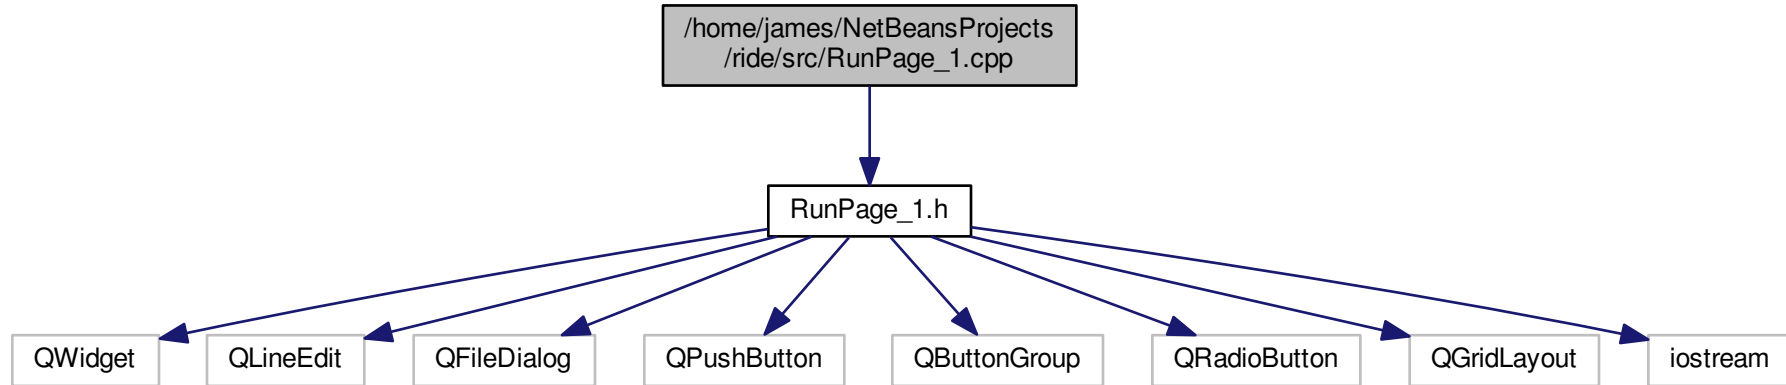 /home/james/NetBeansProjects
/ride/src/RunPage_1.cpp
RunPage_1.h
QWidget
QLineEdit
QFileDialog
QPushButton
QButtonGroup
QRadioButton
QGridLayout
iostream